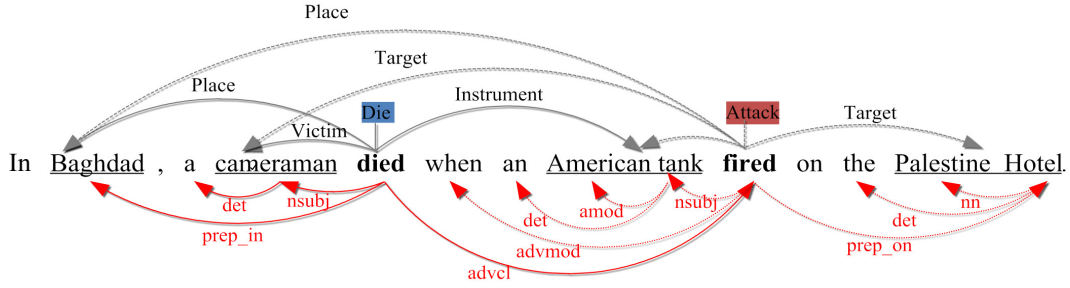 Place
Target
Place Die Instrument Attack Target
Victim
In Baghdad , a cameraman died when an American tank fired on the Palestine Hotel.
det nsubj det amod nsubj det nn
prep_in advmod prep_on
advcl